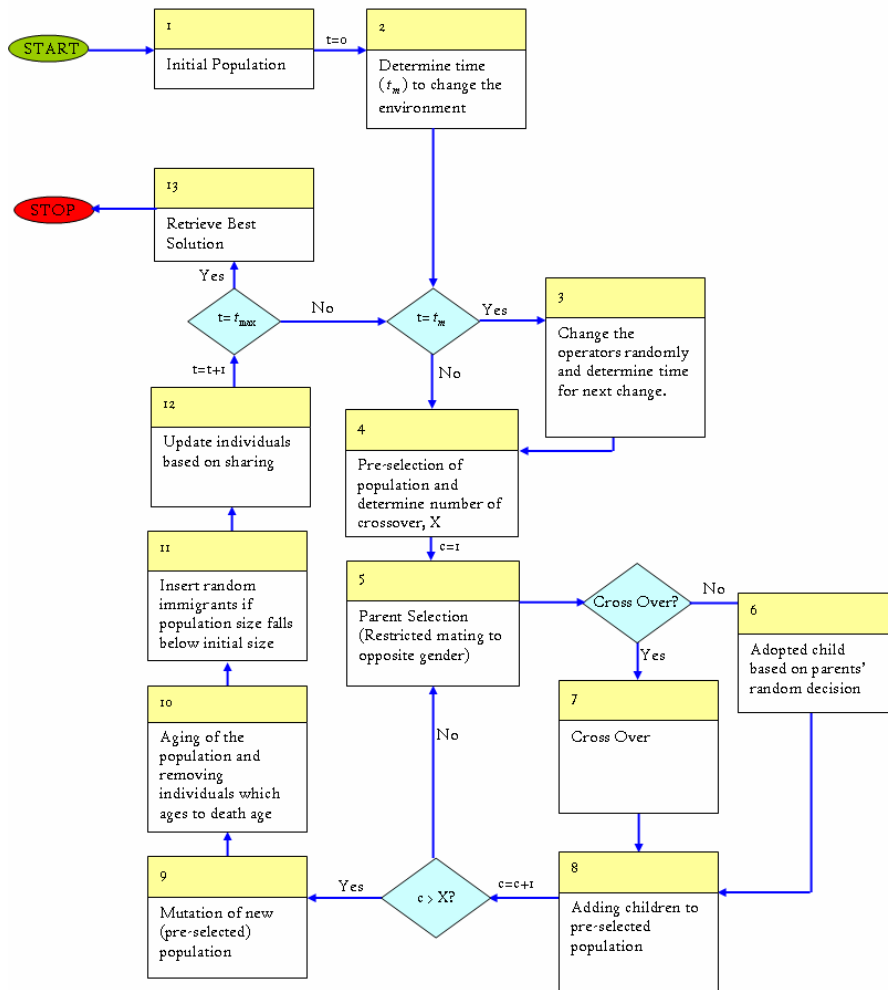 START
1
Initial Population
t=0
2
Determine time
(tm) to change the
environment
13
Retrieve Best
Solution
STOP
Yes
t= tmax
No
t= tm
Yes
3
Change the
operators randomly
and determine time
for next change.
No
t=t+1
12
Update individuals
based on sharing
4
Pre-selection of
population and
determine number of
crossover, X
c=1
11
Insert random
immigrants if
population size falls
below initial size
5
Parent Selection
(Restricted mating to
opposite gender)
Cross Over?
No
6
Adopted child
based on parents'
random decision
Yes
7
Cross Over
10
Aging of the
population and
removing
individuals which
ages to death age
No
9
Mutation of new
(pre-selected)
population
Yes
c > X?
c=c+1
8
Adding children to
pre-selected
population